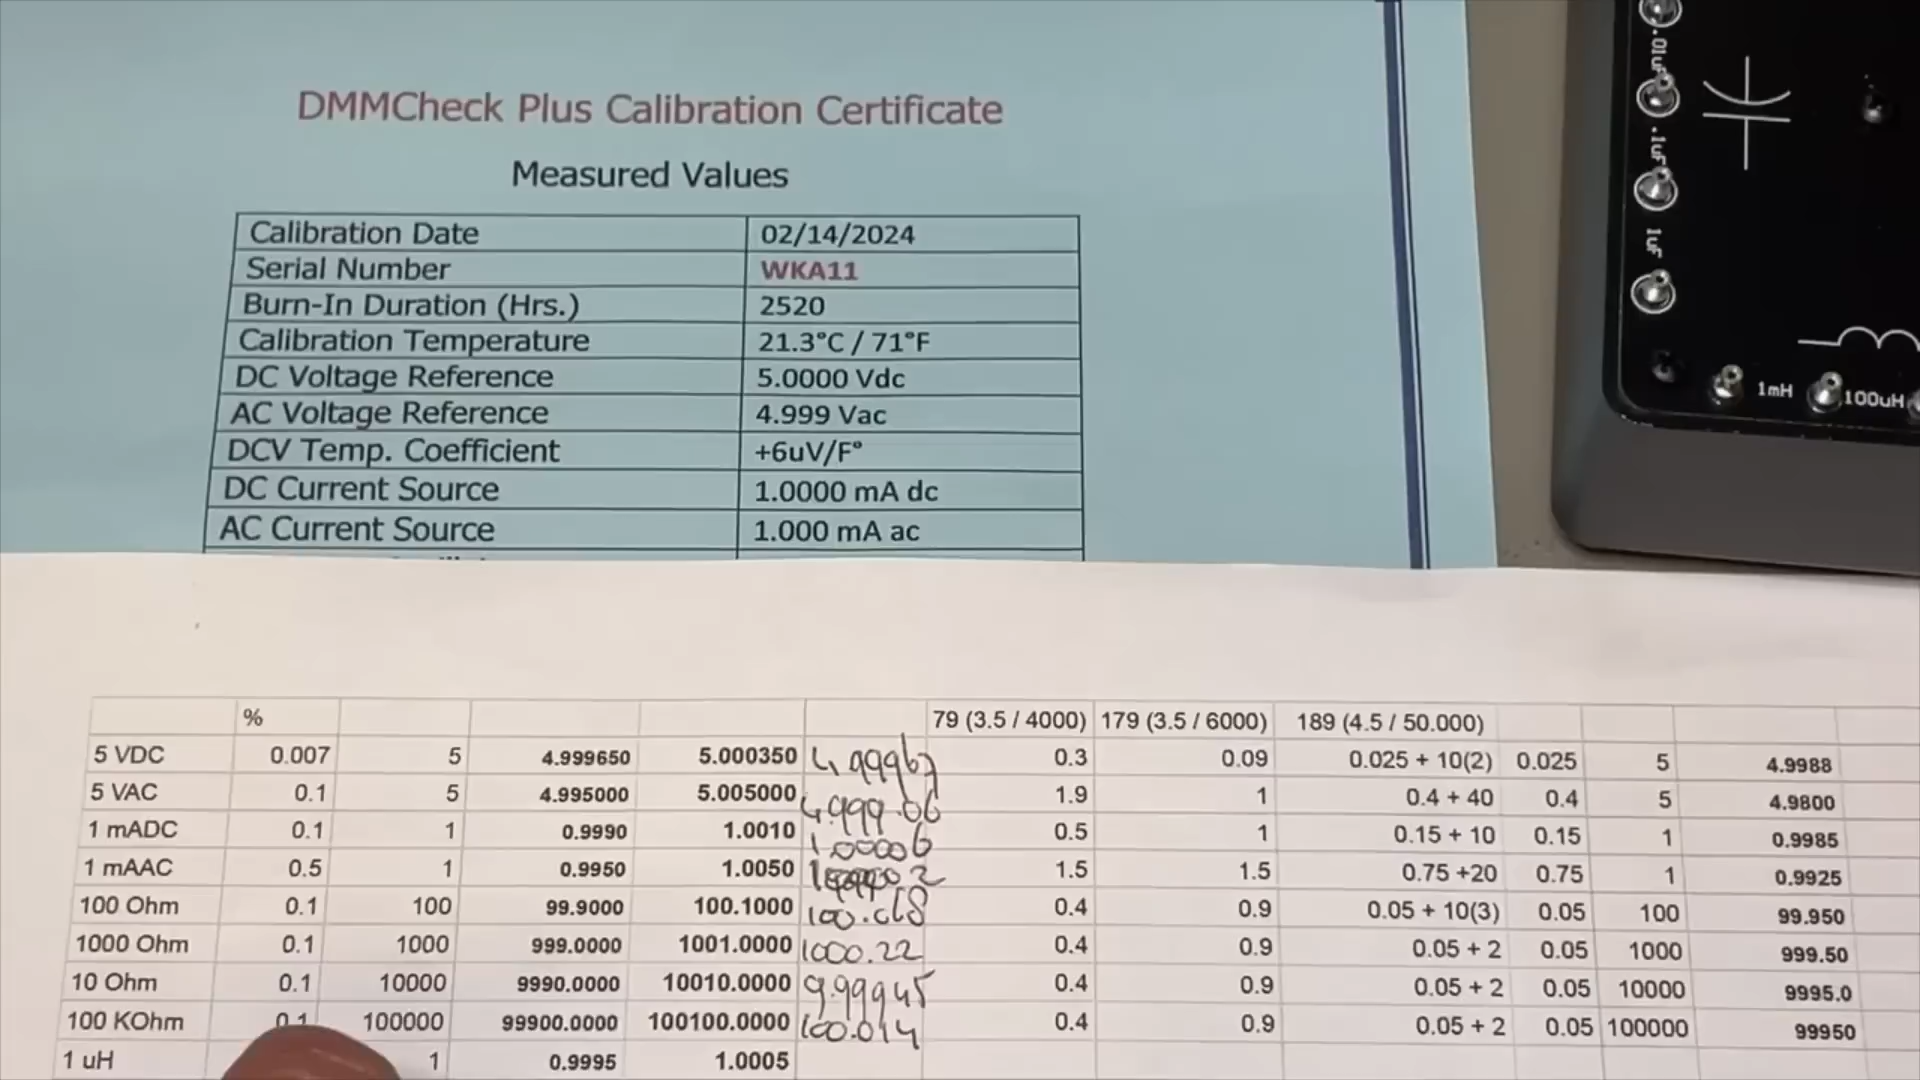 DMMCheck Plus Calibration Certificate
Measured Values
Calibration Date 02/14/2024
Serial Number WKA11
Burn-In Duration (Hrs.) 2520
Calibration Temperature 21.3°C / 71°F
DC Voltage Reference 5.0000 Vdc
AC Voltage Reference 4.999 Vac
DCV Temp. Coefficient +6uV/F°
DC Current Source 1.0000 mA dc
AC Current Source 1.000 mA ac
.01uF
.1uF
1uF
1mH
100uH
% 79 (3.5 / 4000) 179 (3.5 / 6000) 189 (4.5 / 50.000)
5 VDC 0.007 5 4.999650 5.000350 4.99967 0.3 0.09 0.025 + 10(2) 0.025 5 4.9988
5 VAC 0.1 5 4.995000 5.005000 4.999.06 1.9 1 0.4 + 40 0.4 5 4.9800
1 mADC 0.1 1 0.9990 1.0010 1.00006 0.5 1 0.15 + 10 0.15 1 0.9985
1 mAAC 0.5 1 0.9950 1.0050 1.5 1.5 0.75 +20 0.75 1 0.9925
100 Ohm 0.1 100 99.9000 100.1000 0.4 0.9 0.05 + 10(3) 0.05 100 99.950
1000 Ohm 0.1 1000 999.0000 1001.0000 1000.22 0.4 0.9 0.05 + 2 0.05 1000 999.50
10 Ohm 0.1 10000 9990.0000 10010.0000 9.99945 0.4 0.9 0.05 + 2 0.05 10000 9995.0
100 KOhm 0.1 100000 99900.0000 100100.0000 100.014 0.4 0.9 0.05 + 2 0.05 100000 99950
1 uH 1 0.9995 1.0005